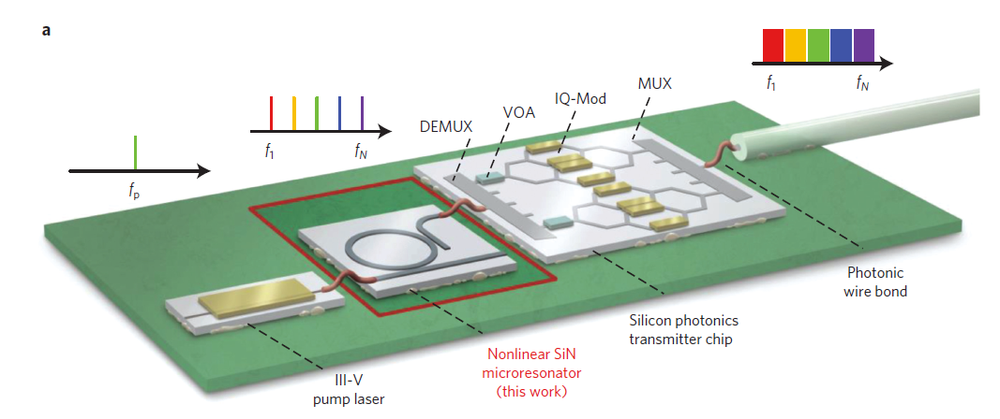 a
fp
f1
fN
DEMUX
VOA
IQ-Mod
MUX
f1
fN
Photonic
wire bond
Silicon photonics
transmitter chip
Nonlinear SiN
microresonator
(this work)
III-V
pump laser